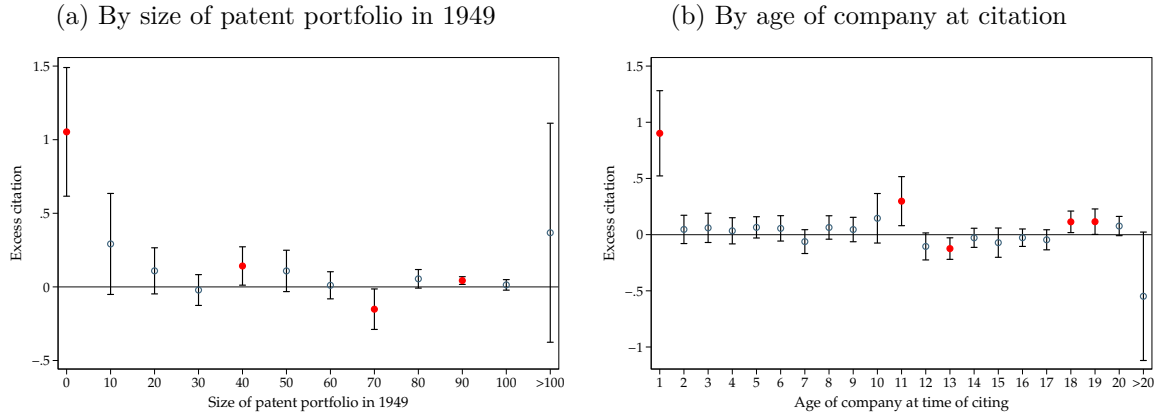 (a) By size of patent portfolio in 1949
1.5
1
.5
0
−.5
Excess citation
0 10 20 30 40 50 60 70 80 90 100 >100
Size of patent portfolio in 1949
(b) By age of company at citation
1.5
1
.5
0
−.5
−1
Excess citation
1 2 3 4 5 6 7 8 9 10 11 12 13 14 15 16 17 18 19 20 >20
Age of company at time of citing